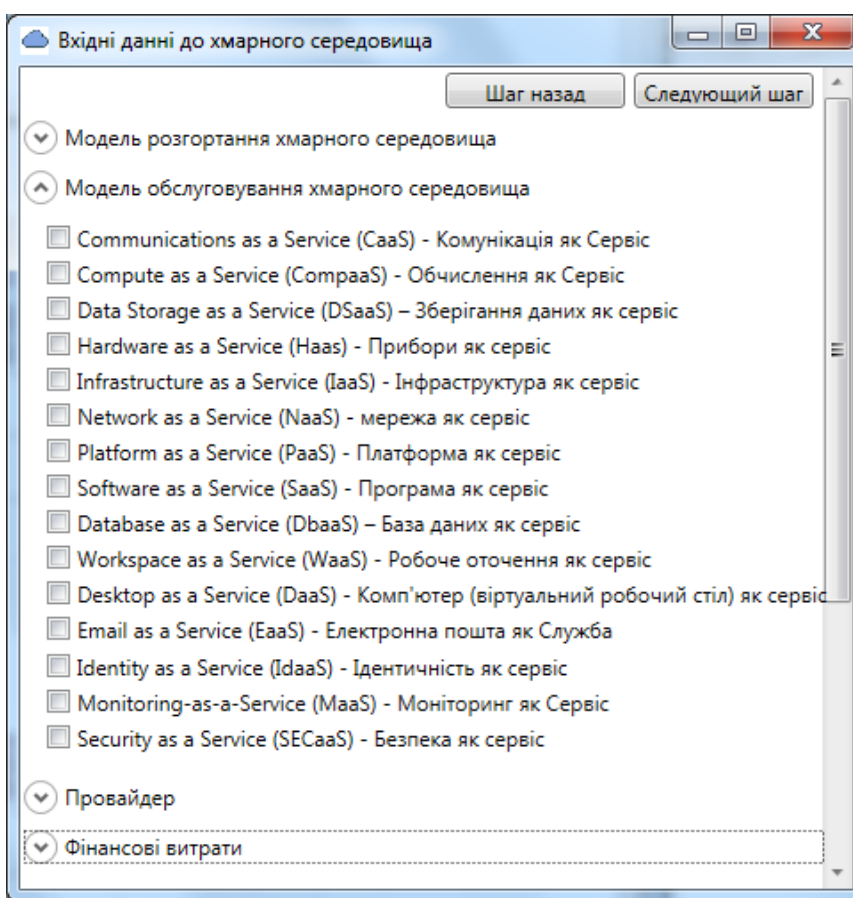 Вхідні данні до хмарного середовища
Шаг назад
Следующий шаг
Модель розгортання хмарного середовища
Модель обслуговування хмарного середовища
Communications as a Service (CaaS) - Комунікація як Сервіс
Compute as a Service (CompaaS) - Обчислення як Сервіс
Data Storage as a Service (DSaaS) – Зберігання даних як сервіс
Hardware as a Service (Haas) - Прибори як сервіс
Infrastructure as a Service (IaaS) - Інфраструктура як сервіс
Network as a Service (NaaS) - мережа як сервіс
Platform as a Service (PaaS) - Платформа як сервіс
Software as a Service (SaaS) - Програма як сервіс
Database as a Service (DbaaS) – База даних як сервіс
Workspace as a Service (WaaS) - Робоче оточення як сервіс
Desktop as a Service (DaaS) - Комп'ютер (віртуальний робочий стіл) як сервіс
Email as a Service (EaaS) - Електронна пошта як Служба
Identity as a Service (IdaaS) - Ідентичність як сервіс
Monitoring-as-a-Service (MaaS) - Моніторинг як Сервіс
Security as a Service (SECaaS) - Безпека як сервіс
Провайдер
Фінансові витрати